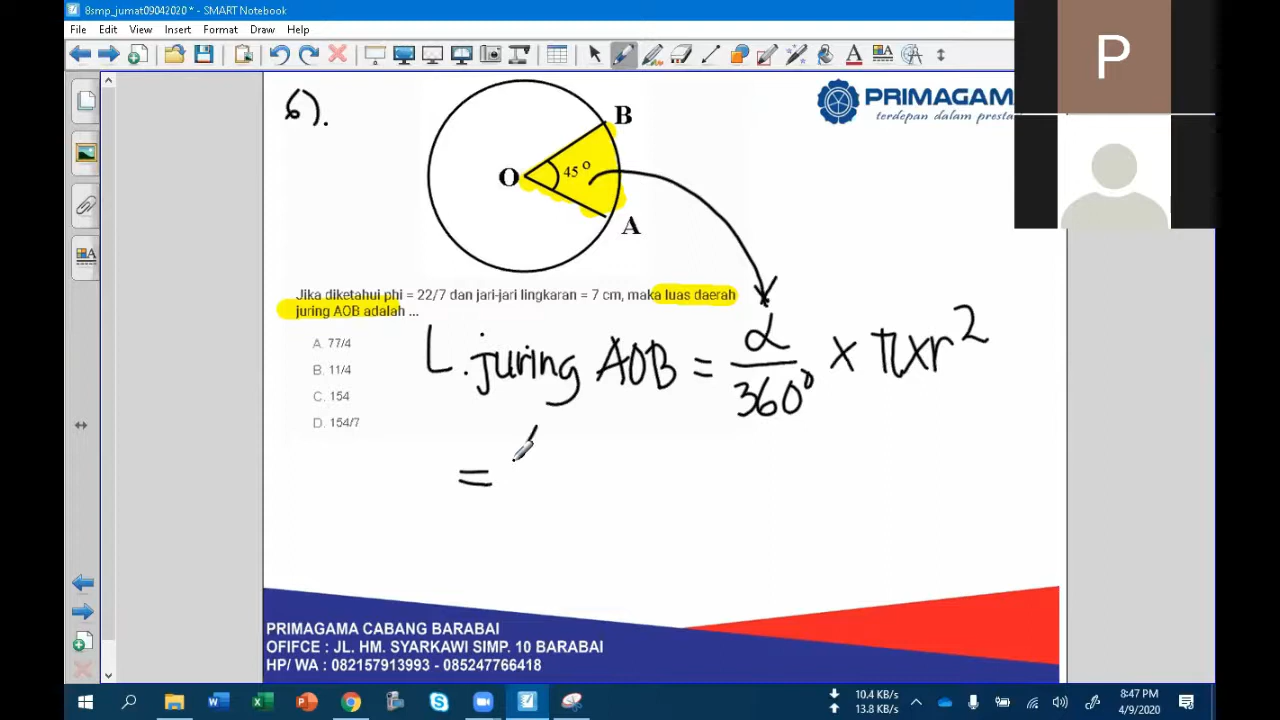 8smp_jumat09042020 * - SMART Notebook
File Edit View Insert Format Draw Help
P
PRIMAGAMA
terdepan dalam presta
6).
B
O
45°
A
Jika diketahui phi = 22/7 dan jari-jari lingkaran = 7 cm, maka luas daerah
juring AOB adalah ...
A. 77/4
B. 11/4
C. 154
D. 154/7
L. juring AOB = α/360° x πxr²
=
PRIMAGAMA CABANG BARABAI
OFIFCE : JL. HM. SYARKAWI SIMP. 10 BARABAI
HP/ WA : 082157913993 - 085247766418
10.4 KB/s
13.8 KB/s
8:47 PM
4/9/2020